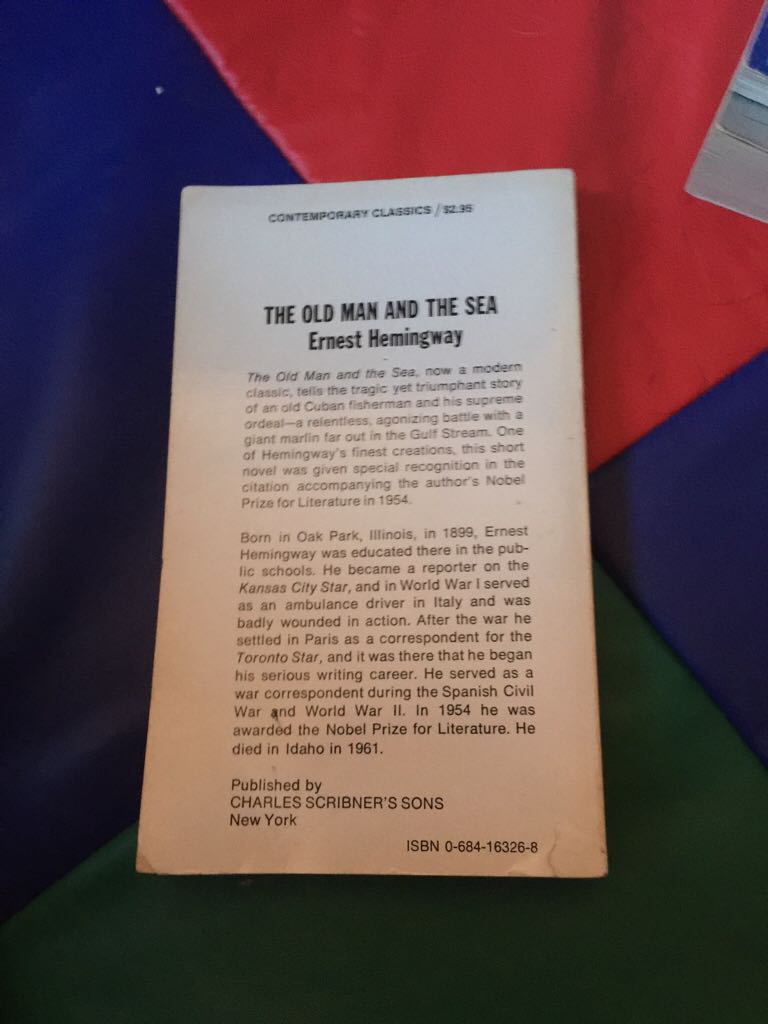 CONTEMPORARY CLASSICS / $2.95
THE OLD MAN AND THE SEA
Ernest Hemingway
The Old Man and the Sea, now a modern
classic, tells the tragic yet triumphant story
of an old Cuban fisherman and his supreme
ordeal—a relentless, agonizing battle with a
giant marlin far out in the Gulf Stream. One
of Hemingway's finest creations, this short
novel was given special recognition in the
citation accompanying the author's Nobel
Prize for Literature in 1954.
Born in Oak Park, Illinois, in 1899, Ernest
Hemingway was educated there in the pub-
lic schools. He became a reporter on the
Kansas City Star, and in World War I served
as an ambulance driver in Italy and was
badly wounded in action. After the war he
settled in Paris as a correspondent for the
Toronto Star, and it was there that he began
his serious writing career. He served as a
war correspondent during the Spanish Civil
War and World War II. In 1954 he was
awarded the Nobel Prize for Literature. He
died in Idaho in 1961.
Published by
CHARLES SCRIBNER'S SONS
New York
ISBN 0-684-16326-8